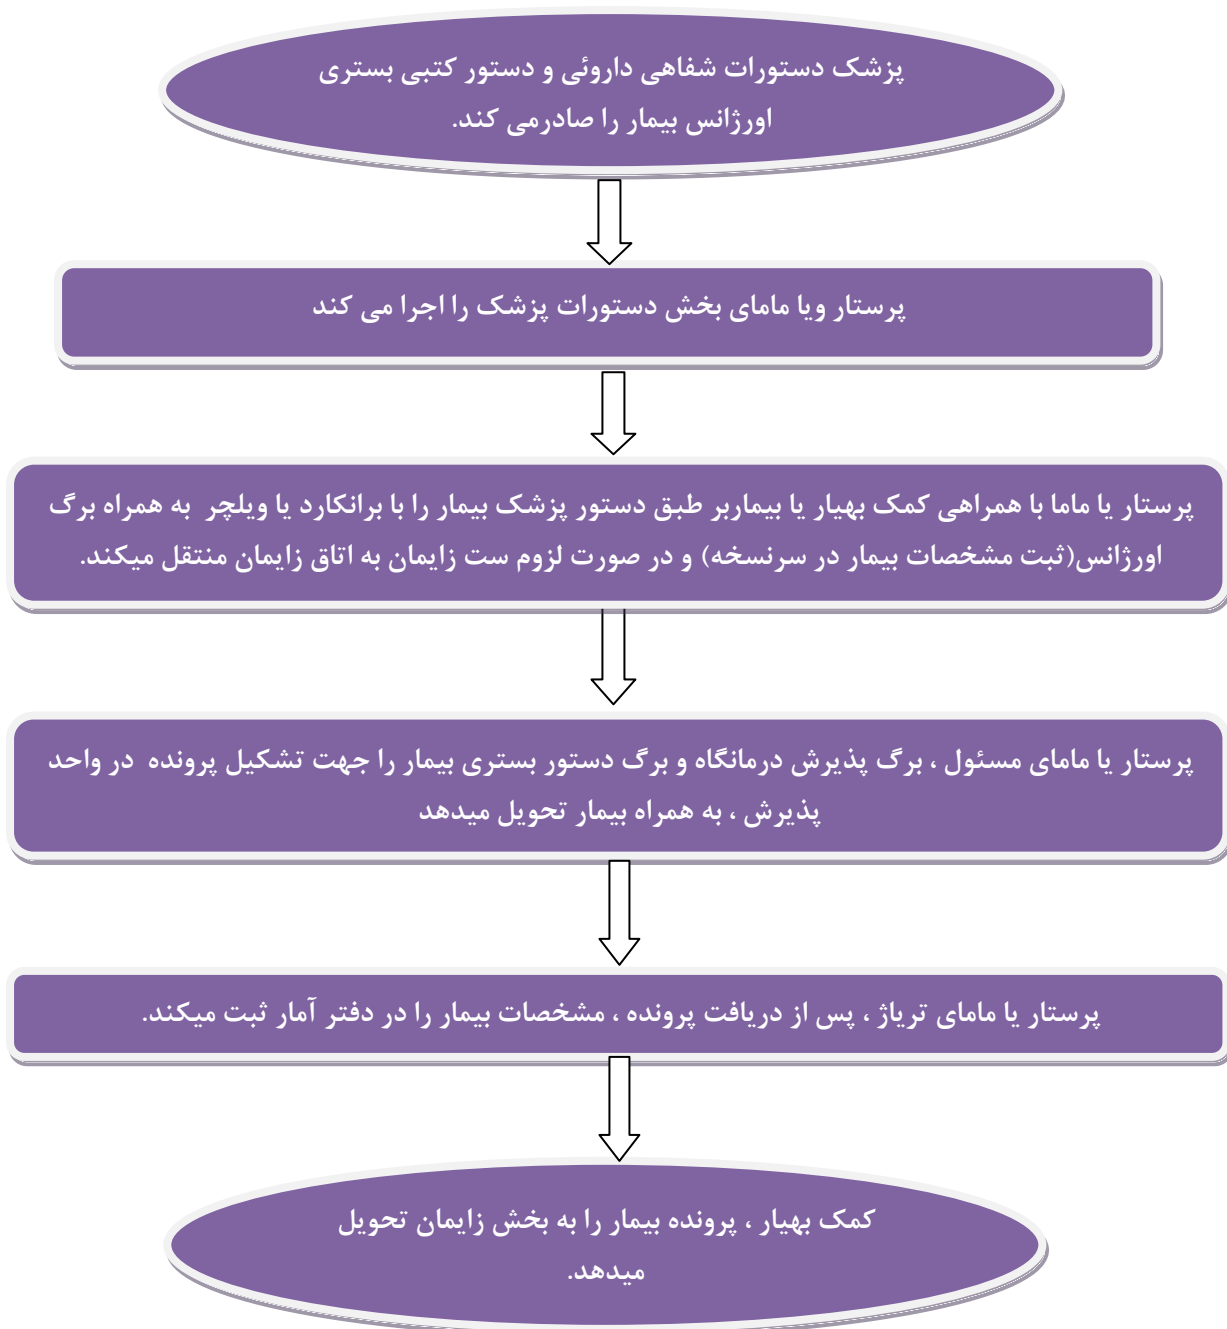 پزشک دستورات شفاهی داروئی و دستور کتبی بستری
اورژانس بیمار را صادرمی کند.
پرستار ویا مامای بخش دستورات پزشک را اجرا می کند
پرستار یا ماما با همراهی کمک بهیار یا بیماربر طبق دستور پزشک بیمار را با برانکارد یا ویلچر به همراه برگ
اورژانس(ثبت مشخصات بیمار در سرنسخه) و در صورت لزوم ست زایمان به اتاق زایمان منتقل میکند.
پرستار یا مامای مسئول ، برگ پذیرش درمانگاه و برگ دستور بستری بیمار را جهت تشکیل پرونده در واحد
پذیرش ، به همراه بیمار تحویل میدهد
پرستار یا مامای تریاژ ، پس از دریافت پرونده ، مشخصات بیمار را در دفتر آمار ثبت میکند.
کمک بهیار ، پرونده بیمار را به بخش زایمان تحویل
میدهد.